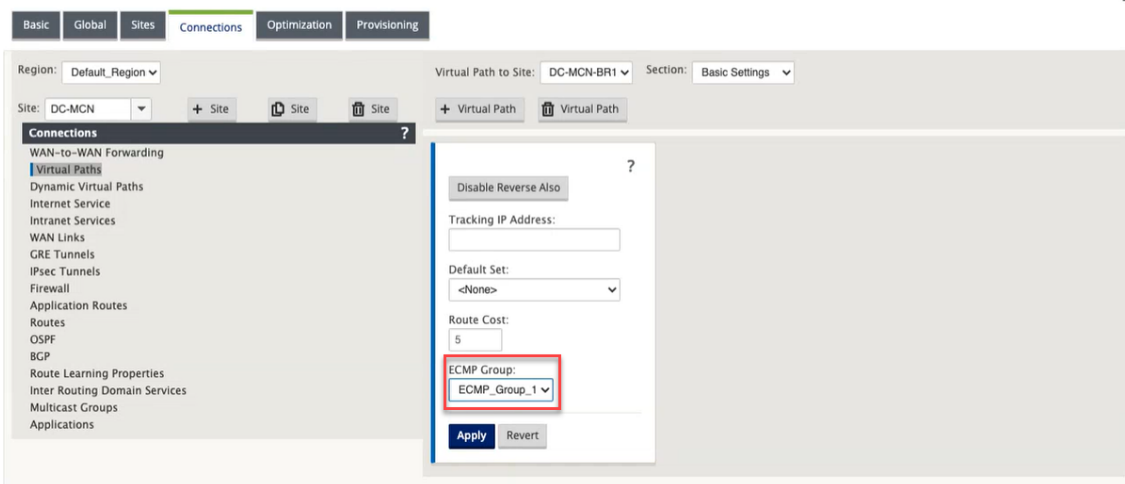 Basic Global Sites Connections Optimization Provisioning
Region: Default_Region
Site: DC-MCN + Site Site Site
Connections ?
WAN-to-WAN Forwarding
Virtual Paths
Dynamic Virtual Paths
Internet Service
Intranet Services
WAN Links
GRE Tunnels
IPsec Tunnels
Firewall
Application Routes
Routes
OSPF
BGP
Route Learning Properties
Inter Routing Domain Services
Multicast Groups
Applications
Virtual Path to Site: DC-MCN-BR1 Section: Basic Settings
+ Virtual Path Virtual Path
?
Disable Reverse Also
Tracking IP Address:
Default Set:
<None>
Route Cost:
5
ECMP Group:
ECMP_Group_1
Apply Revert